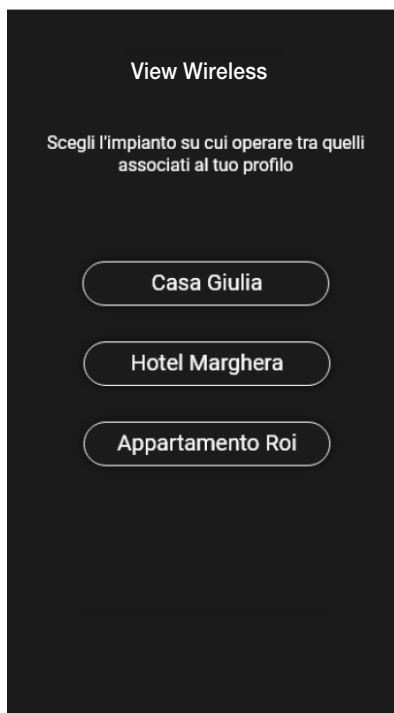 View Wireless
Scegli l'impianto su cui operare tra quelli
associati al tuo profilo
Casa Giulia
Hotel Marghera
Appartamento Roi